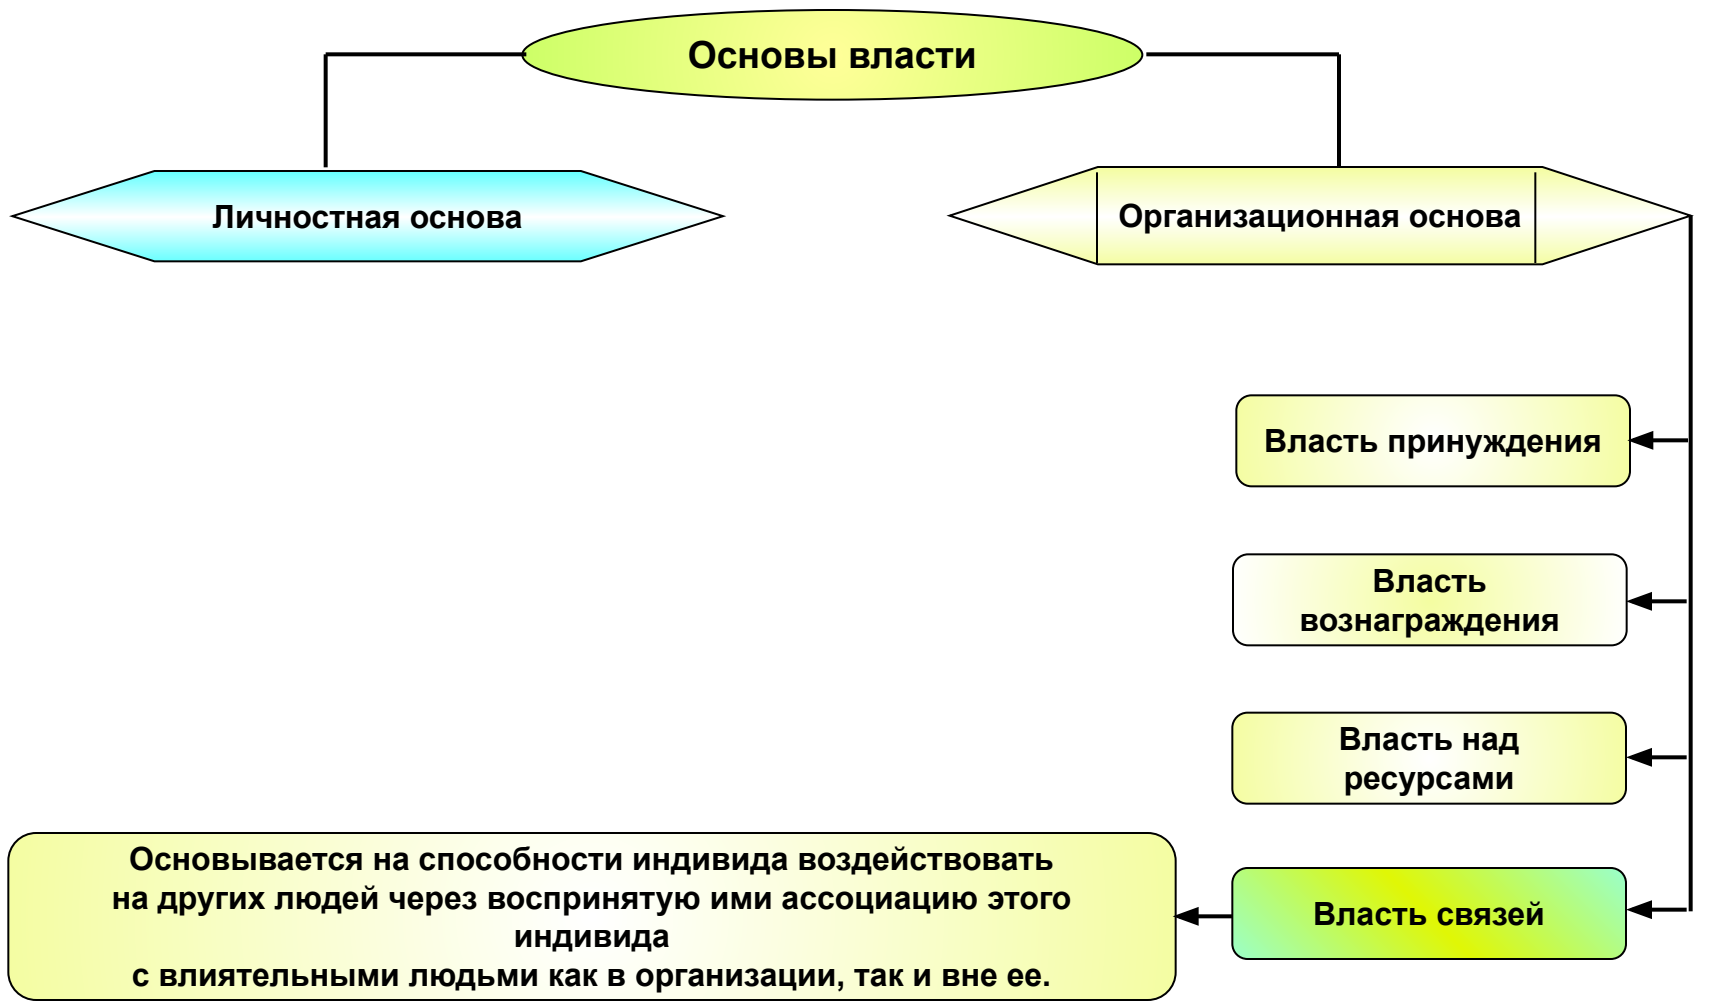 Основы власти
Личностная основа
Организационная основа
Власть принуждения
Власть
вознаграждения
Власть над
ресурсами
Власть связей
Основывается на способности индивида воздействовать
на других людей через воспринятую ими ассоциацию этого
индивида
с влиятельными людьми как в организации, так и вне ее.